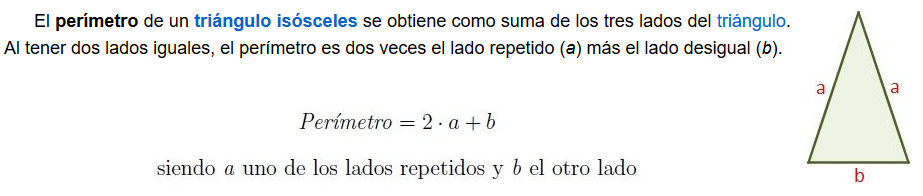 El perímetro de un triángulo isósceles se obtiene como suma de los tres lados del triángulo.
Al tener dos lados iguales, el perímetro es dos veces el lado repetido (a) más el lado desigual (b).
Perímetro = 2 · a + b
siendo a uno de los lados repetidos y b el otro lado
a
a
b